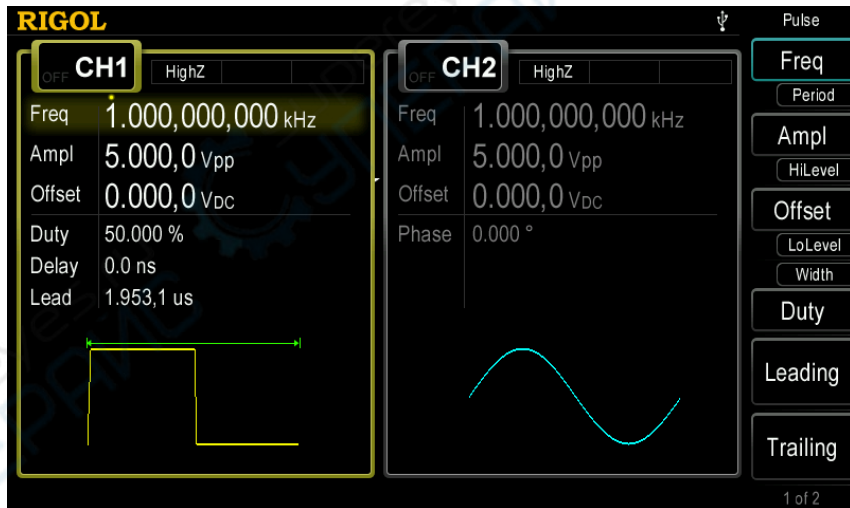 RIGOL
Pulse
OFF CH1 HighZ
Freq 1.000,000,000 kHz
Ampl 5.000,0 Vpp
Offset 0.000,0 VDC
Duty 50.000 %
Delay 0.0 ns
Lead 1.953,1 us
OFF CH2 HighZ
Freq 1.000,000,000 kHz
Ampl 5.000,0 Vpp
Offset 0.000,0 VDC
Phase 0.000 °
Freq
Period
Ampl
HiLevel
Offset
LoLevel
Width
Duty
Leading
Trailing
1 of 2